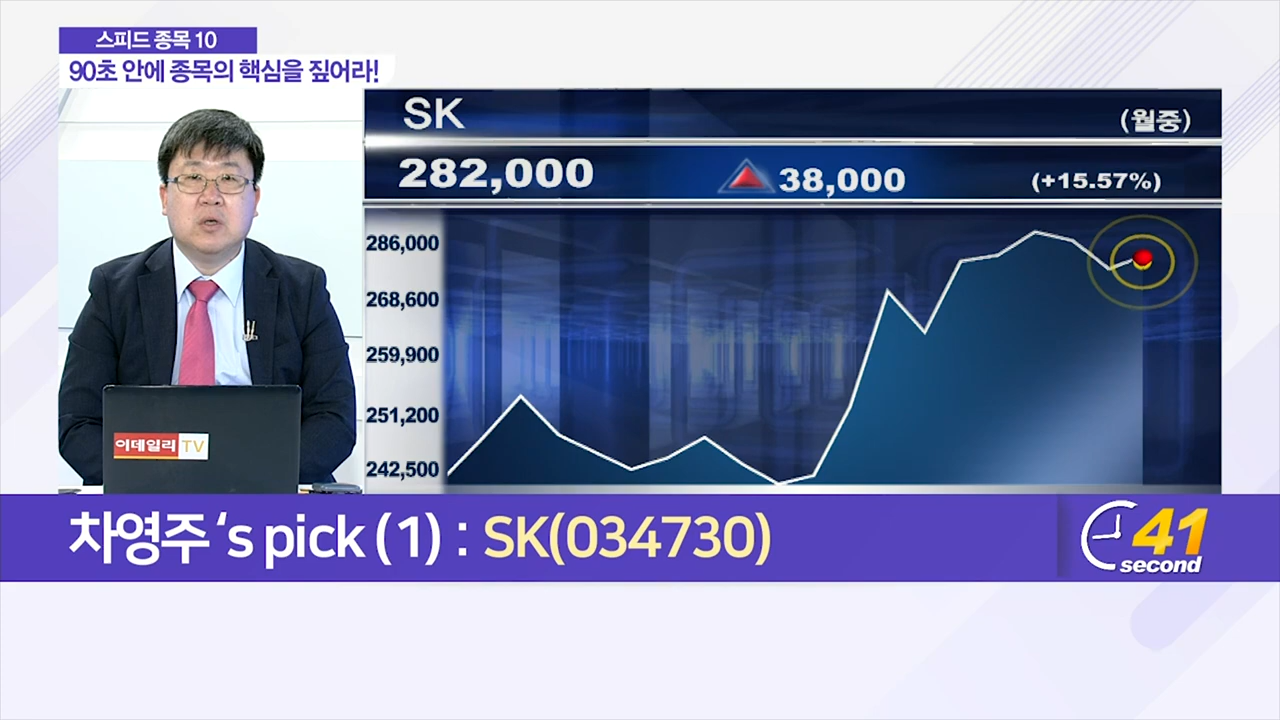 스피드 종목 10
90초 안에 종목의 핵심을 짚어라!
SK
(월중)
282,000 ▲ 38,000 (+15.57%)
286,000
268,600
259,900
251,200
242,500
이데일리 TV
차영주 ‘s pick (1) : SK(034730)
41
second